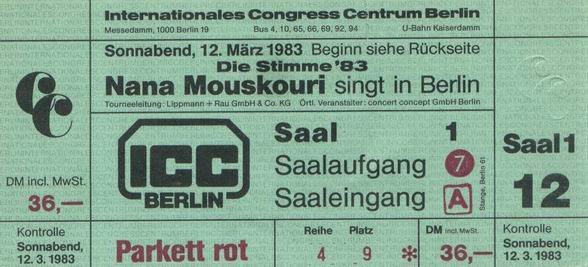 Internationales Congress Centrum Berlin
Messedamm, 1000 Berlin 19 Bus 4, 10, 65, 66, 69, 92, 94 U-Bahn Kaiserdamm
Sonnabend, 12. März 1983 Beginn siehe Rückseite
Die Stimme '83
Nana Mouskouri singt in Berlin
Tourneeleitung: Lippmann + Rau GmbH & Co. KG Örtl. Veranstalter: concert concept GmbH Berlin
CC
DM incl. MwSt.
36,—
ICC
BERLIN
Saal 1
Saalaufgang 7
Saaleingang A
Stange, Berlin 61
Saal 1
12
Kontrolle
Sonnabend,
12. 3. 1983
Parkett rot
Reihe Platz
4 9 *
DM incl. MwSt.
36,—
Kontrolle
Sonnabend,
12. 3. 1983